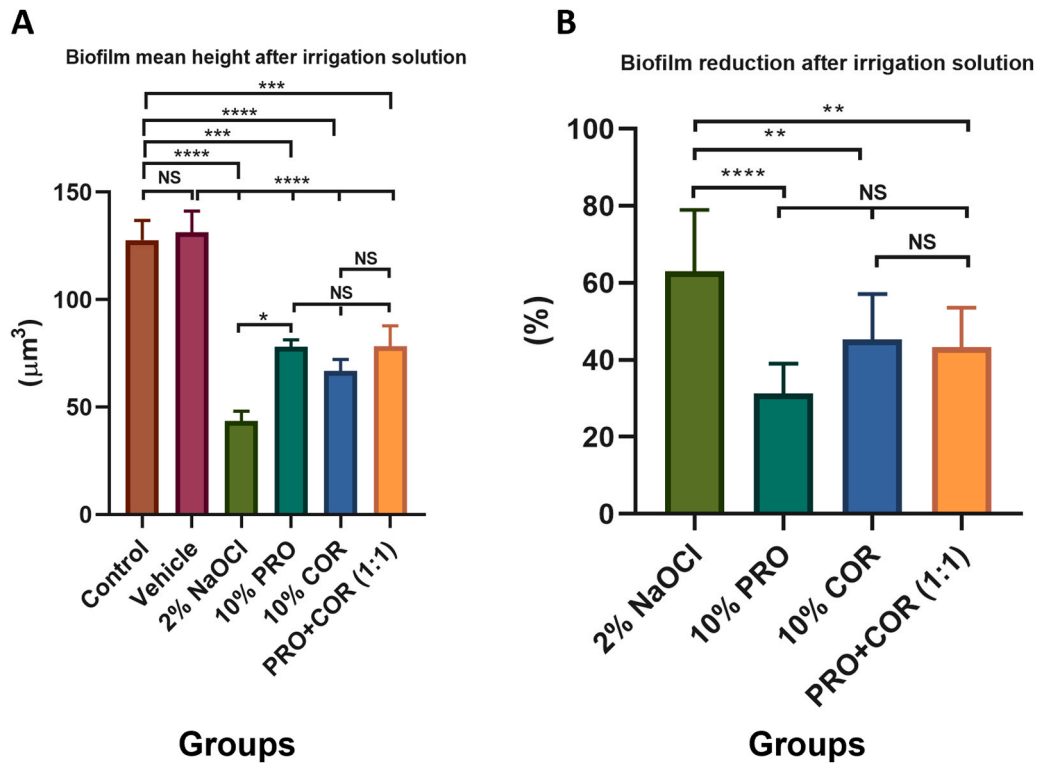 A
Biofilm mean height after irrigation solution
***
****
***
****
NS
****
NS
NS
*
150
100
50
0
(μm³)
Control
Vehicle
2% NaOCl
10% PRO
10% COR
PRO+COR (1:1)
Groups
B
Biofilm reduction after irrigation solution
**
**
****
NS
NS
100
80
60
40
20
0
(%)
2% NaOCl
10% PRO
10% COR
PRO+COR (1:1)
Groups